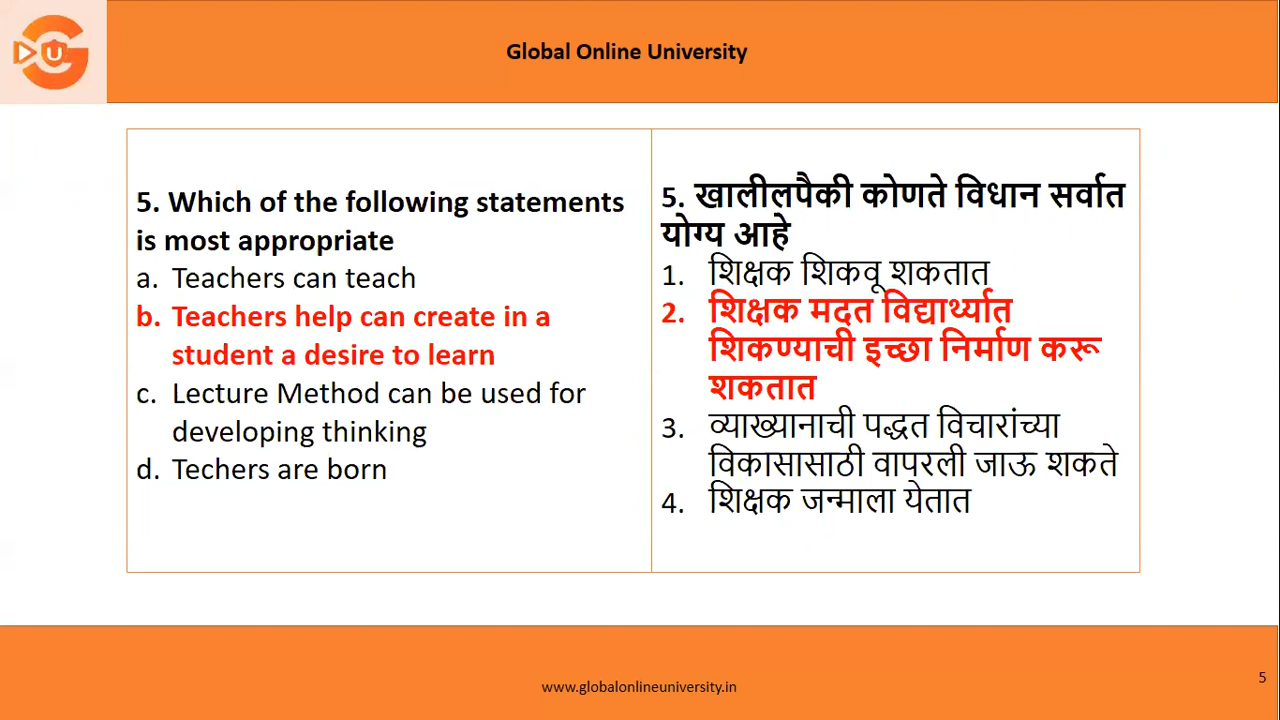 U
Global Online University
5. Which of the following statements
is most appropriate
a. Teachers can teach
b. Teachers help can create in a
student a desire to learn
c. Lecture Method can be used for
developing thinking
d. Techers are born
5. खालीलपैकी कोणते विधान सर्वात
योग्य आहे
1. शिक्षक शिकवू शकतात
2. शिक्षक मदत विद्यार्थ्यात
शिकण्याची इच्छा निर्माण करू
शकतात
3. व्याख्यानाची पद्धत विचारांच्या
विकासासाठी वापरली जाऊ शकते
4. शिक्षक जन्माला येतात
www.globalonlineuniversity.in
5